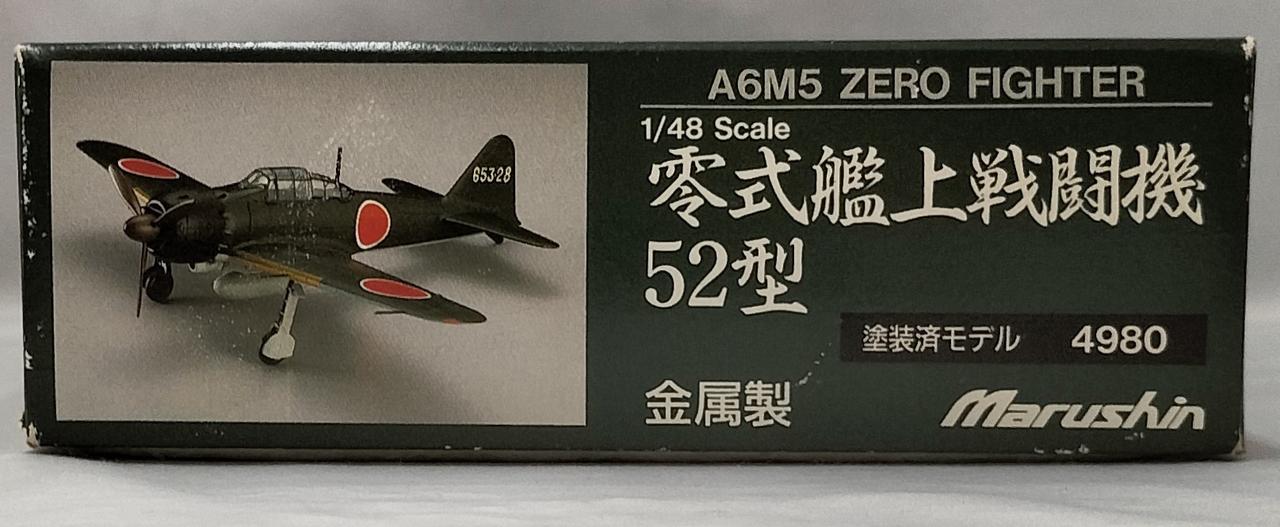 A6M5 ZERO FIGHTER
1/48 Scale
零式艦上戦闘機
52型
塗装済モデル 4980
金属製
Marushin
653-28